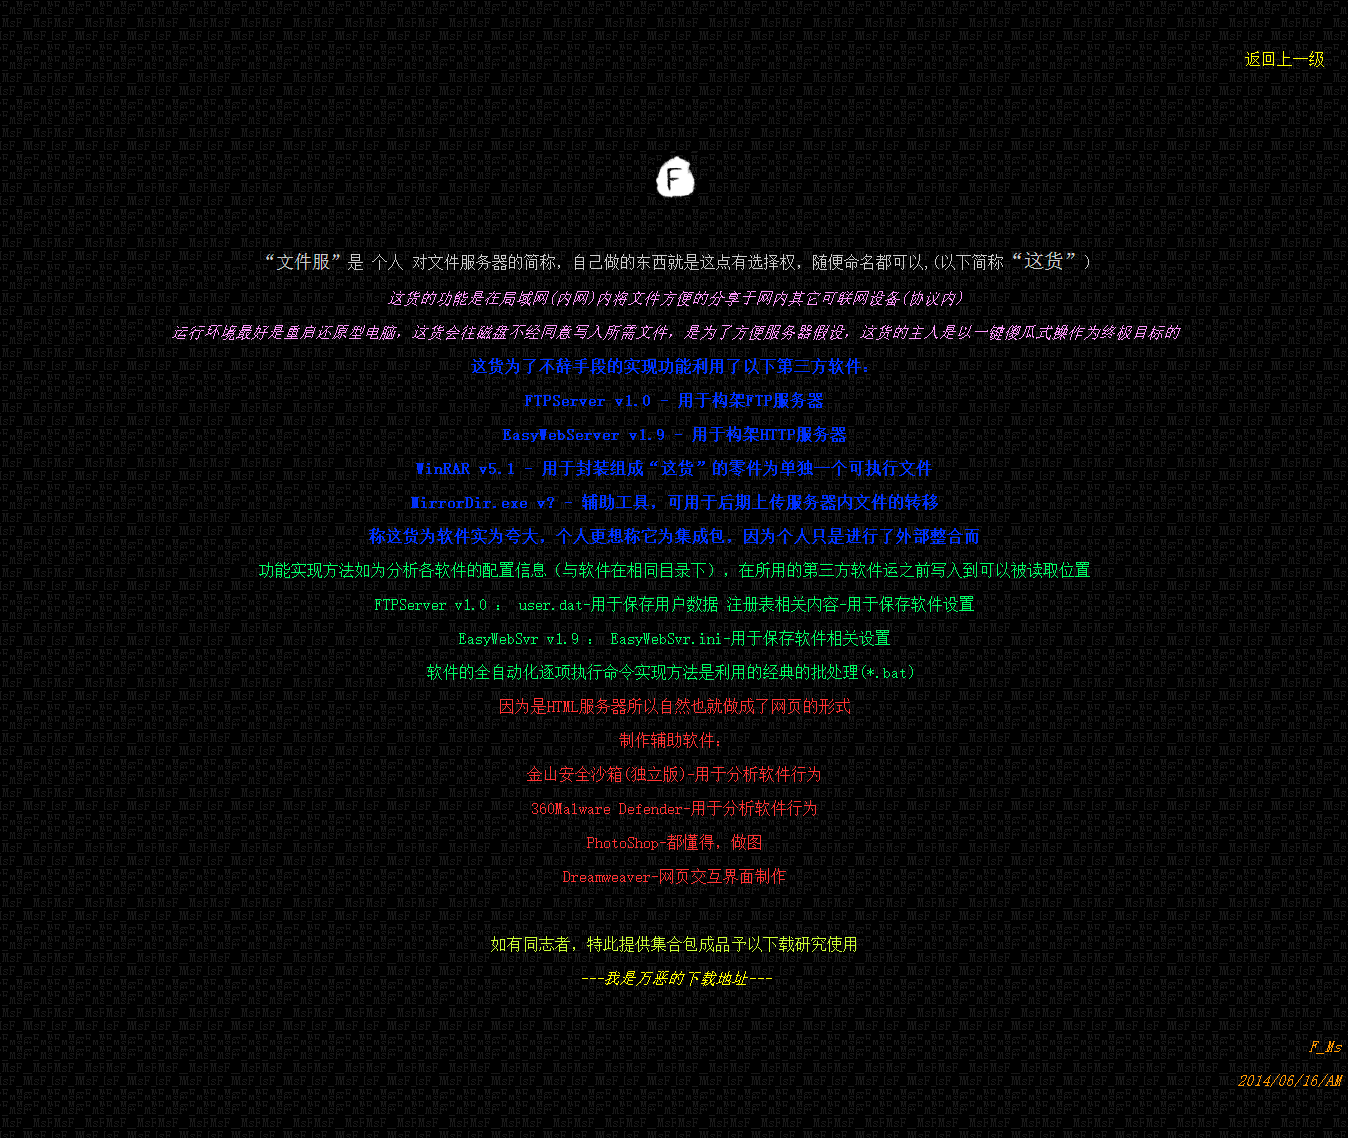 返回上一级
F
“文件服”是 个人 对文件服务器的简称，自己做的东西就是这点有选择权，随便命名都可以,(以下简称“这货”)
这货的功能是在局域网(内网)内将文件方便的分享于网内其它可联网设备(协议内)
运行环境最好是重启还原型电脑，这货会往磁盘不经同意写入所需文件，是为了方便服务器假设，这货的主人是以一键傻瓜式操作为终极目标的
这货为了不辞手段的实现功能利用了以下第三方软件：
FTPServer v1.0 - 用于构架FTP服务器
EasyWebServer v1.9 - 用于构架HTTP服务器
WinRAR v5.1 - 用于封装组成“这货”的零件为单独一个可执行文件
MirrorDir.exe v? - 辅助工具，可用于后期上传服务器内文件的转移
称这货为软件实为夸大，个人更想称它为集成包，因为个人只是进行了外部整合而
功能实现方法如为分析各软件的配置信息（与软件在相同目录下），在所用的第三方软件运之前写入到可以被读取位置
FTPServer v1.0 ： user.dat-用于保存用户数据 注册表相关内容-用于保存软件设置
EasyWebSvr v1.9 ： EasyWebSvr.ini-用于保存软件相关设置
软件的全自动化逐项执行命令实现方法是利用的经典的批处理(*.bat)
因为是HTML服务器所以自然也就做成了网页的形式
制作辅助软件：
金山安全沙箱(独立版)-用于分析软件行为
360Malware Defender-用于分析软件行为
PhotoShop-都懂得，做图
Dreamweaver-网页交互界面制作
如有同志者，特此提供集合包成品予以下载研究使用
---我是万恶的下载地址---
F_Ms
2014/06/16/AM